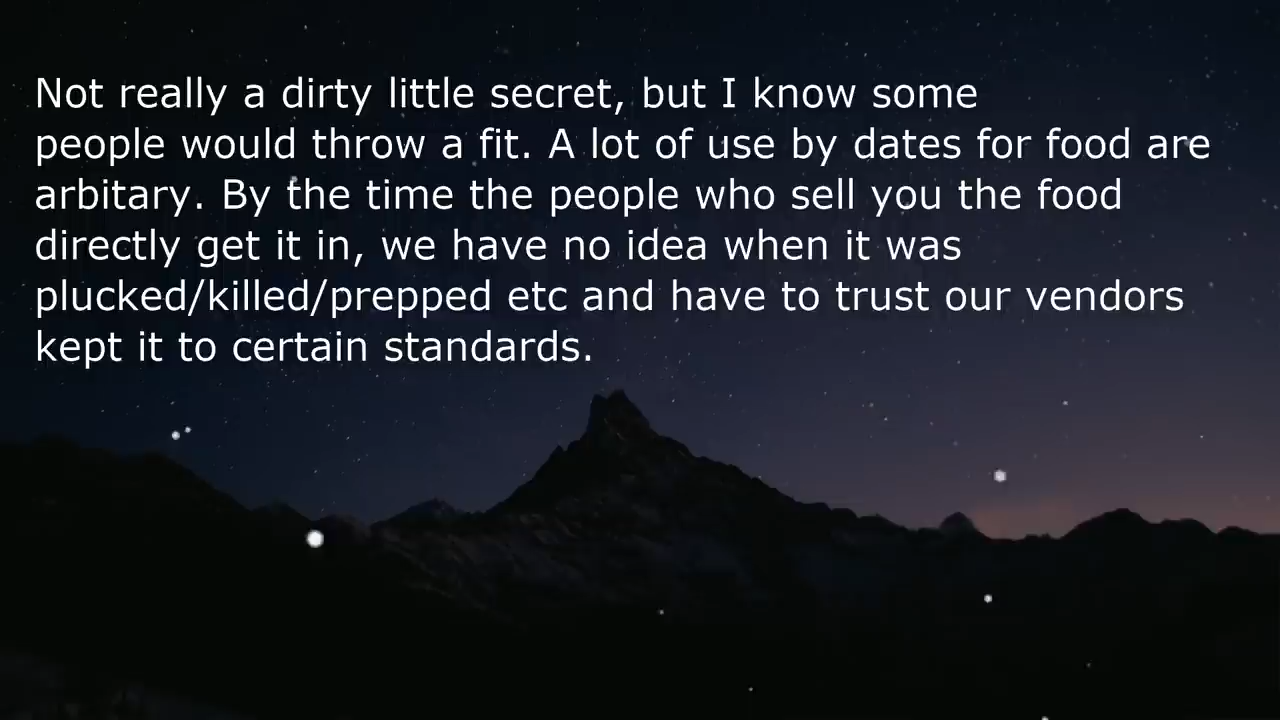 Not really a dirty little secret, but I know some
people would throw a fit. A lot of use by dates for food are
arbitary. By the time the people who sell you the food
directly get it in, we have no idea when it was
plucked/killed/prepped etc and have to trust our vendors
kept it to certain standards.